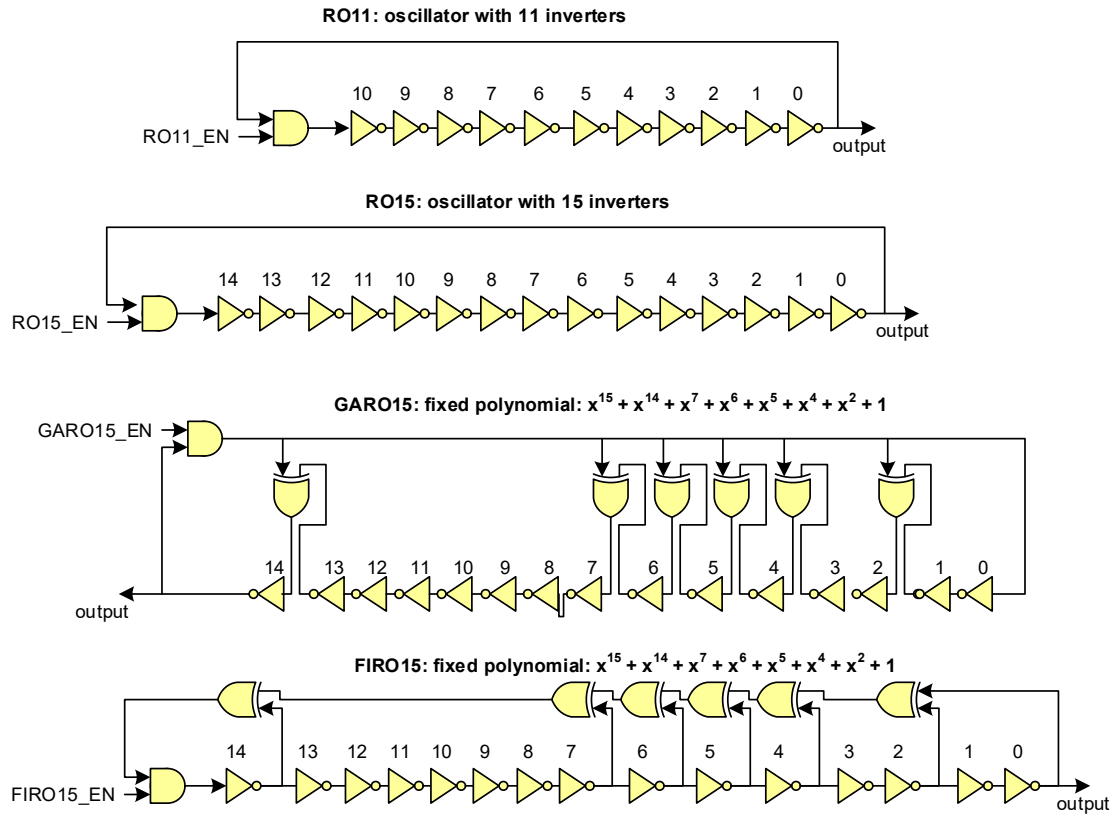 RO11: oscillator with 11 inverters
10 9 8 7 6 5 4 3 2 1 0
RO11_EN
output
RO15: oscillator with 15 inverters
14 13 12 11 10 9 8 7 6 5 4 3 2 1 0
RO15_EN
output
GARO15: fixed polynomial: x¹⁵ + x¹⁴ + x⁷ + x⁶ + x⁵ + x⁴ + x² + 1
GARO15_EN
14 13 12 11 10 9 8 7 6 5 4 3 2 1 0
output
FIRO15: fixed polynomial: x¹⁵ + x¹⁴ + x⁷ + x⁶ + x⁵ + x⁴ + x² + 1
14 13 12 11 10 9 8 7 6 5 4 3 2 1 0
FIRO15_EN
output